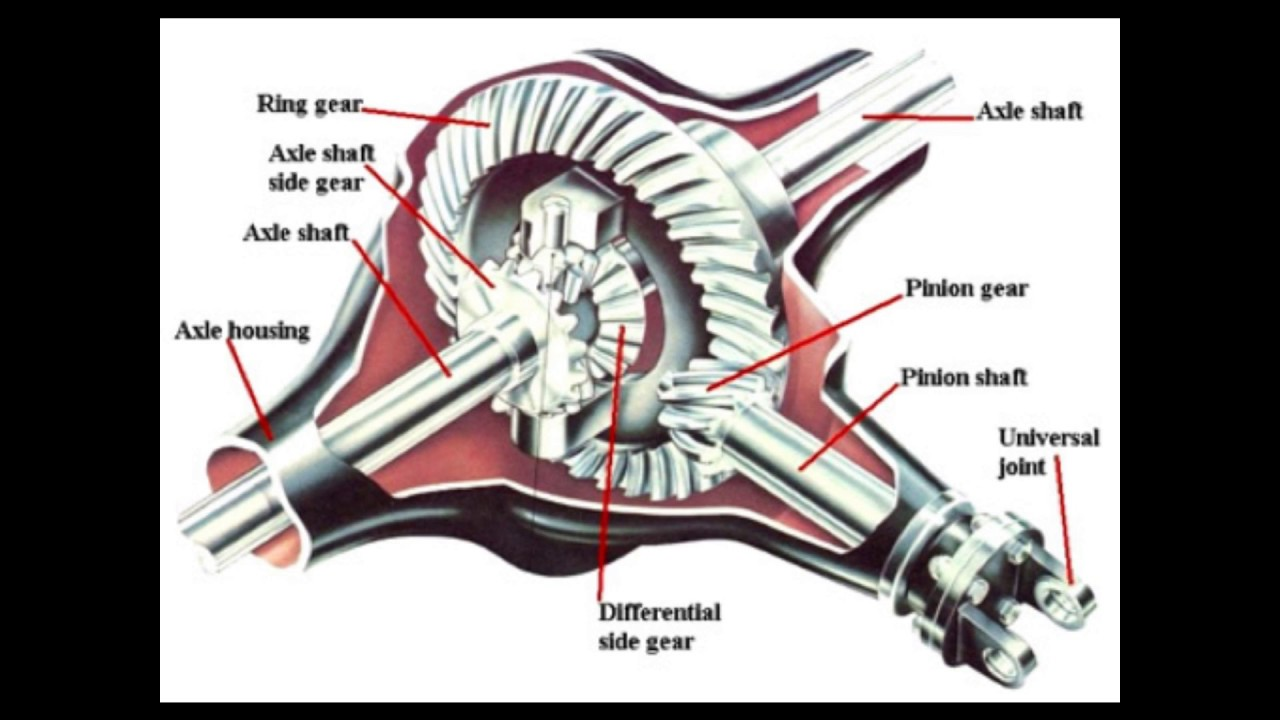 Ring gear
Axle shaft
Axle shaft
side gear
Axle shaft
Pinion gear
Axle housing
Pinion shaft
Universal
joint
Differential
side gear